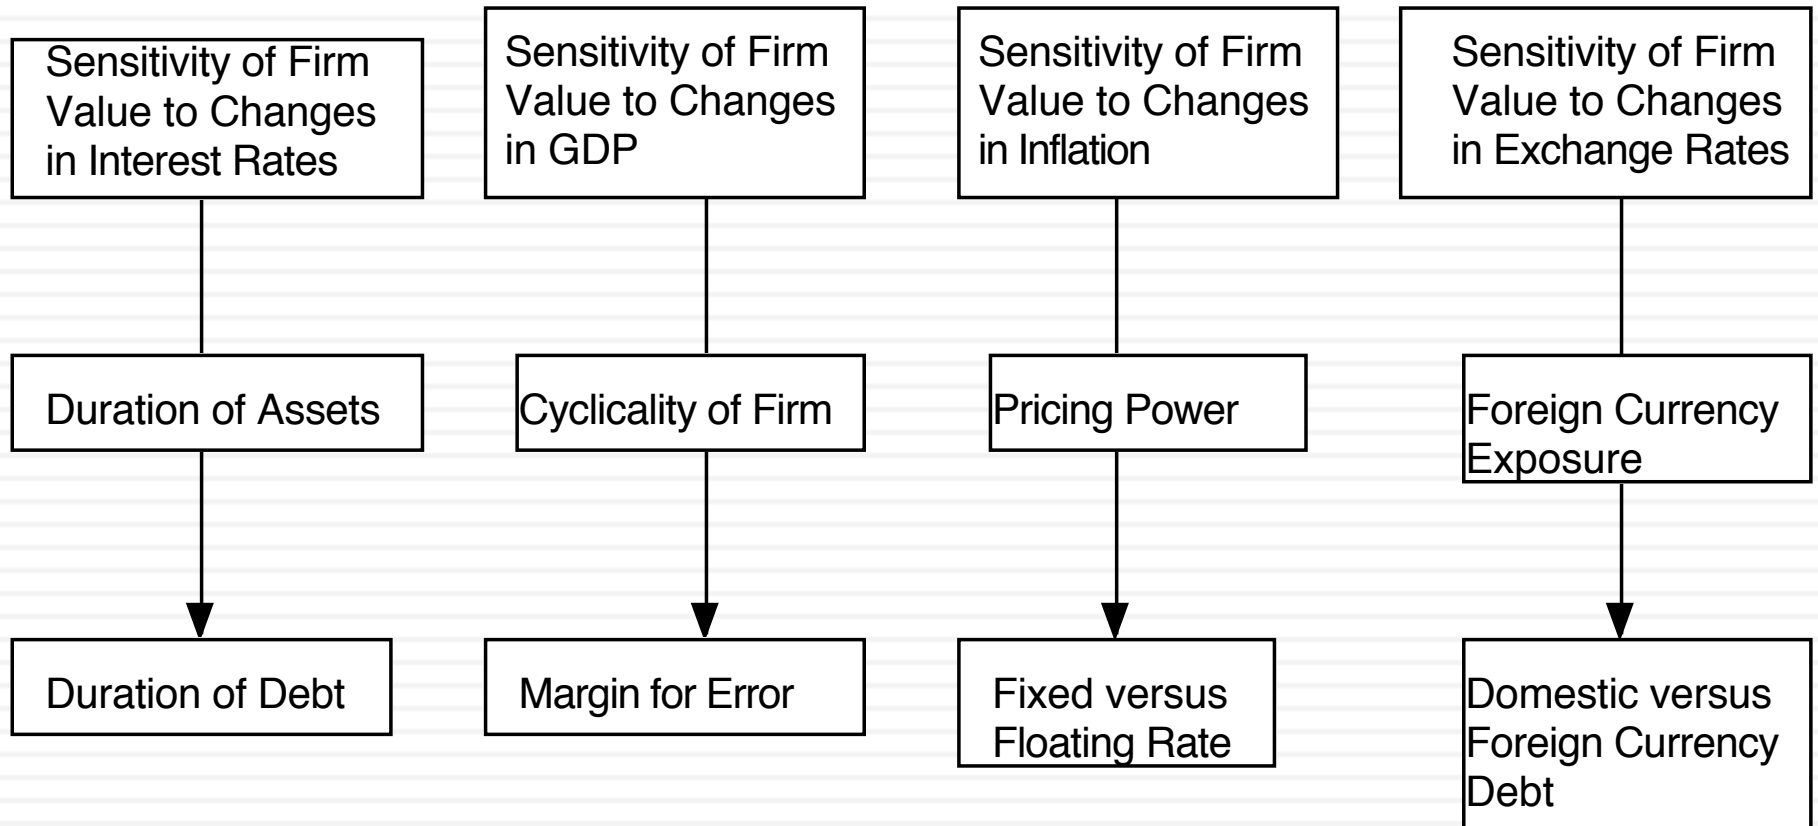 Sensitivity of Firm
Value to Changes
in Interest Rates
Sensitivity of Firm
Value to Changes
in GDP
Sensitivity of Firm
Value to Changes
in Inflation
Sensitivity of Firm
Value to Changes
in Exchange Rates
Duration of Assets
Cyclicality of Firm
Pricing Power
Foreign Currency
Exposure
Duration of Debt
Margin for Error
Fixed versus
Floating Rate
Domestic versus
Foreign Currency
Debt